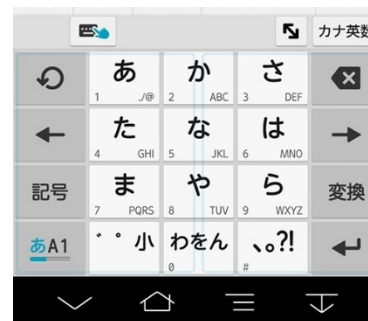 カナ英数
あ か さ
1 ./@ 2 ABC 3 DEF
た な は
4 GHI 5 JKL 6 MNO
記号 ま や ら 変換
7 PQRS 8 TUV 9 WXYZ
あA1 ゛゜小 わをん 、。?!
0 #